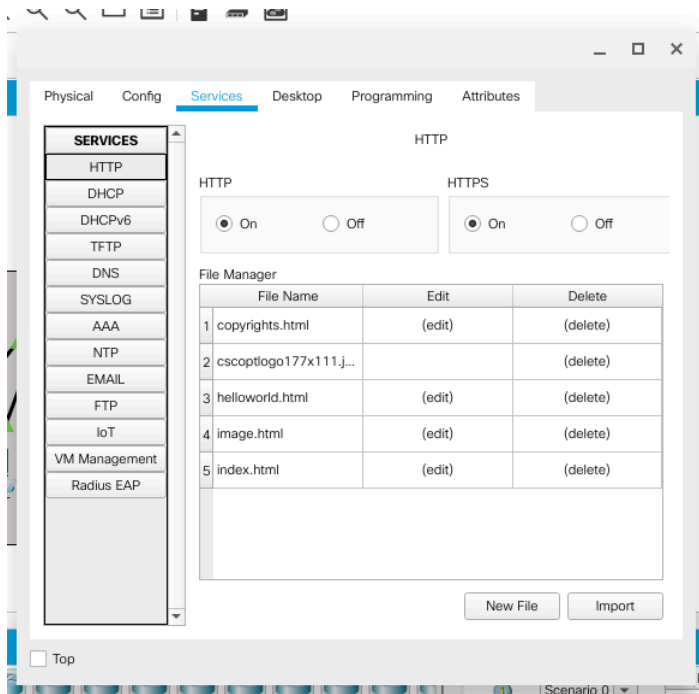 Physical Config Services Desktop Programming Attributes
SERVICES
HTTP
DHCP
DHCPv6
TFTP
DNS
SYSLOG
AAA
NTP
EMAIL
FTP
IoT
VM Management
Radius EAP
HTTP
HTTP HTTPS
On Off On Off
File Manager
File Name Edit Delete
1 copyrights.html (edit) (delete)
2 cscoptlogo177x111.j... (delete)
3 helloworld.html (edit) (delete)
4 image.html (edit) (delete)
5 index.html (edit) (delete)
New File Import
Top
Scenario 0